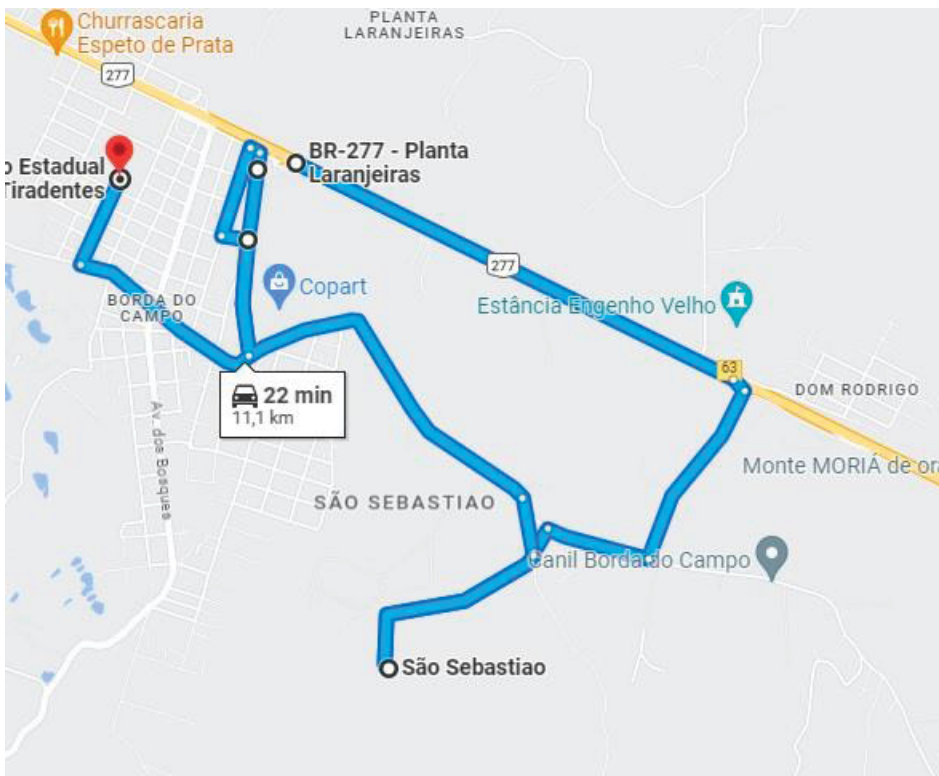 Churrascaria
Espeto de Prata
PLANTA
LARANJEIRAS
277
BR-277 - Planta
Laranjeiras
o Estadual
Tiradentes
277
Copart
Estância Engenho Velho
BORDA DO
CAMPO
63
DOM RODRIGO
22 min
11,1 km
Av. dos Bosques
Monte MORIÁ de ora
SÃO SEBASTIAO
Canil Borda do Campo
São Sebastiao